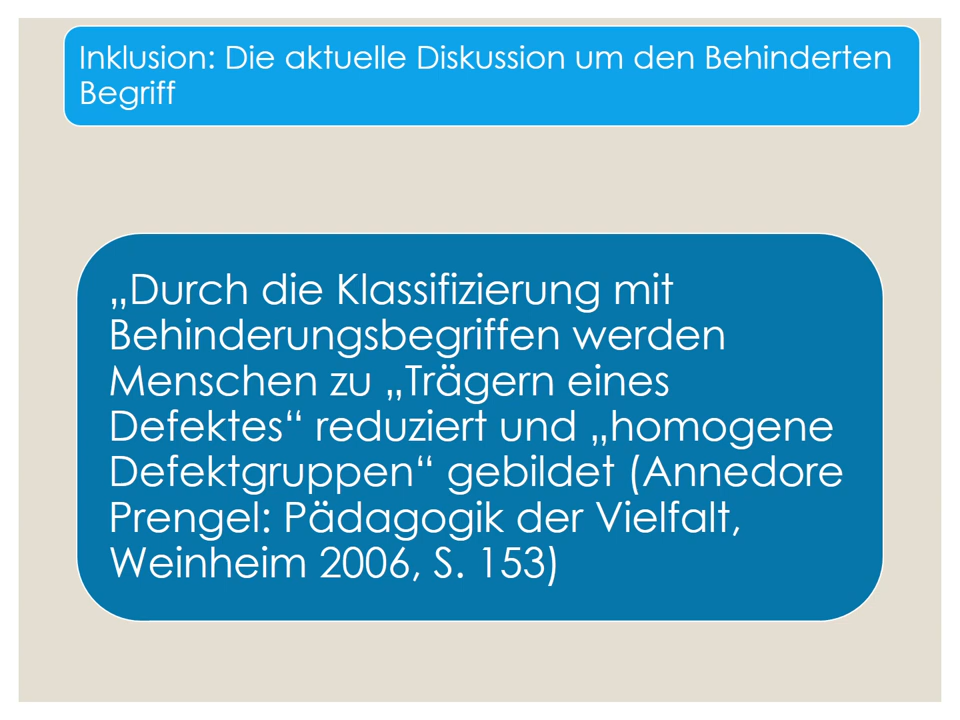 Inklusion: Die aktuelle Diskussion um den Behinderten
Begriff
„Durch die Klassifizierung mit
Behinderungsbegriffen werden
Menschen zu „Trägern eines
Defektes“ reduziert und „homogene
Defektgruppen“ gebildet (Annedore
Prengel: Pädagogik der Vielfalt,
Weinheim 2006, S. 153)